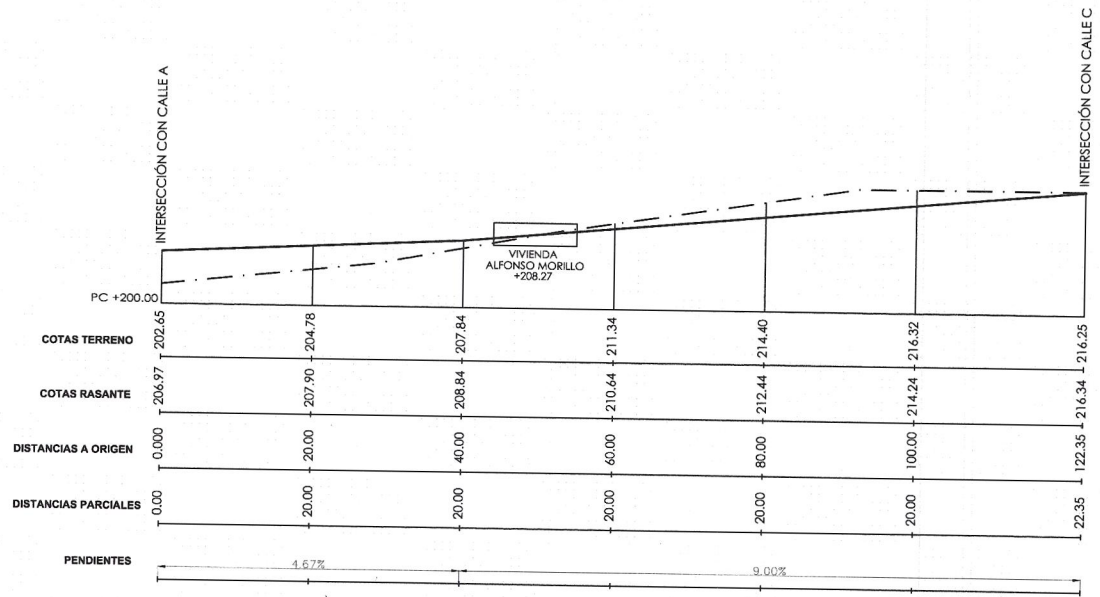 INTERSECCIÓN CON CALLE A
INTERSECCIÓN CON CALLE C
VIVIENDA
ALFONSO MORILLO
+208.27
PC +200.00
COTAS TERRENO 202.65 204.78 207.84 211.34 214.40 216.32 216.25
COTAS RASANTE 206.97 207.90 208.84 210.64 212.44 214.24 216.34
DISTANCIAS A ORIGEN 0.000 20.00 40.00 60.00 80.00 100.00 122.35
DISTANCIAS PARCIALES 0.00 20.00 20.00 20.00 20.00 20.00 22.35
PENDIENTES 4.67% 9.00%